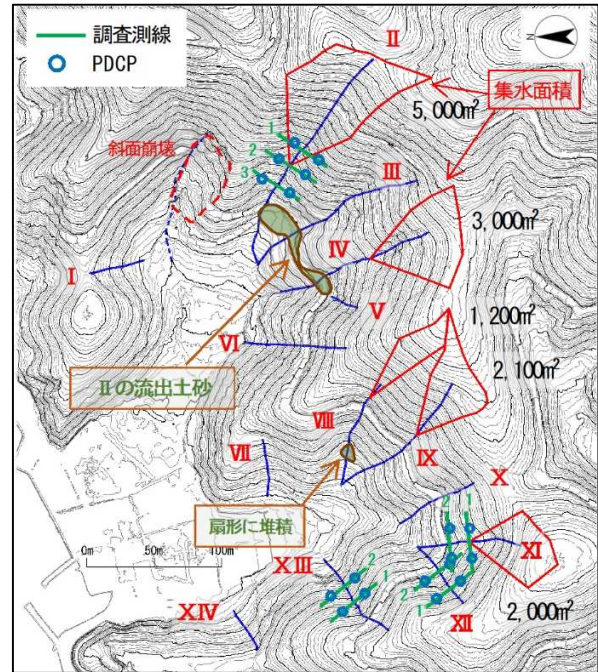 調査測線
PDCP
II
N
集水面積
5,000m²
斜面崩壊
1
2
3
III
3,000m²
IV
I
V
1,200m²
VI
2,100m²
IIの流出土砂
VIII
VII
IX
X
扇形に堆積
2
1
0m
50m
100m
XIII
2
1
XI
2
1
XIV
XII
2,000m²